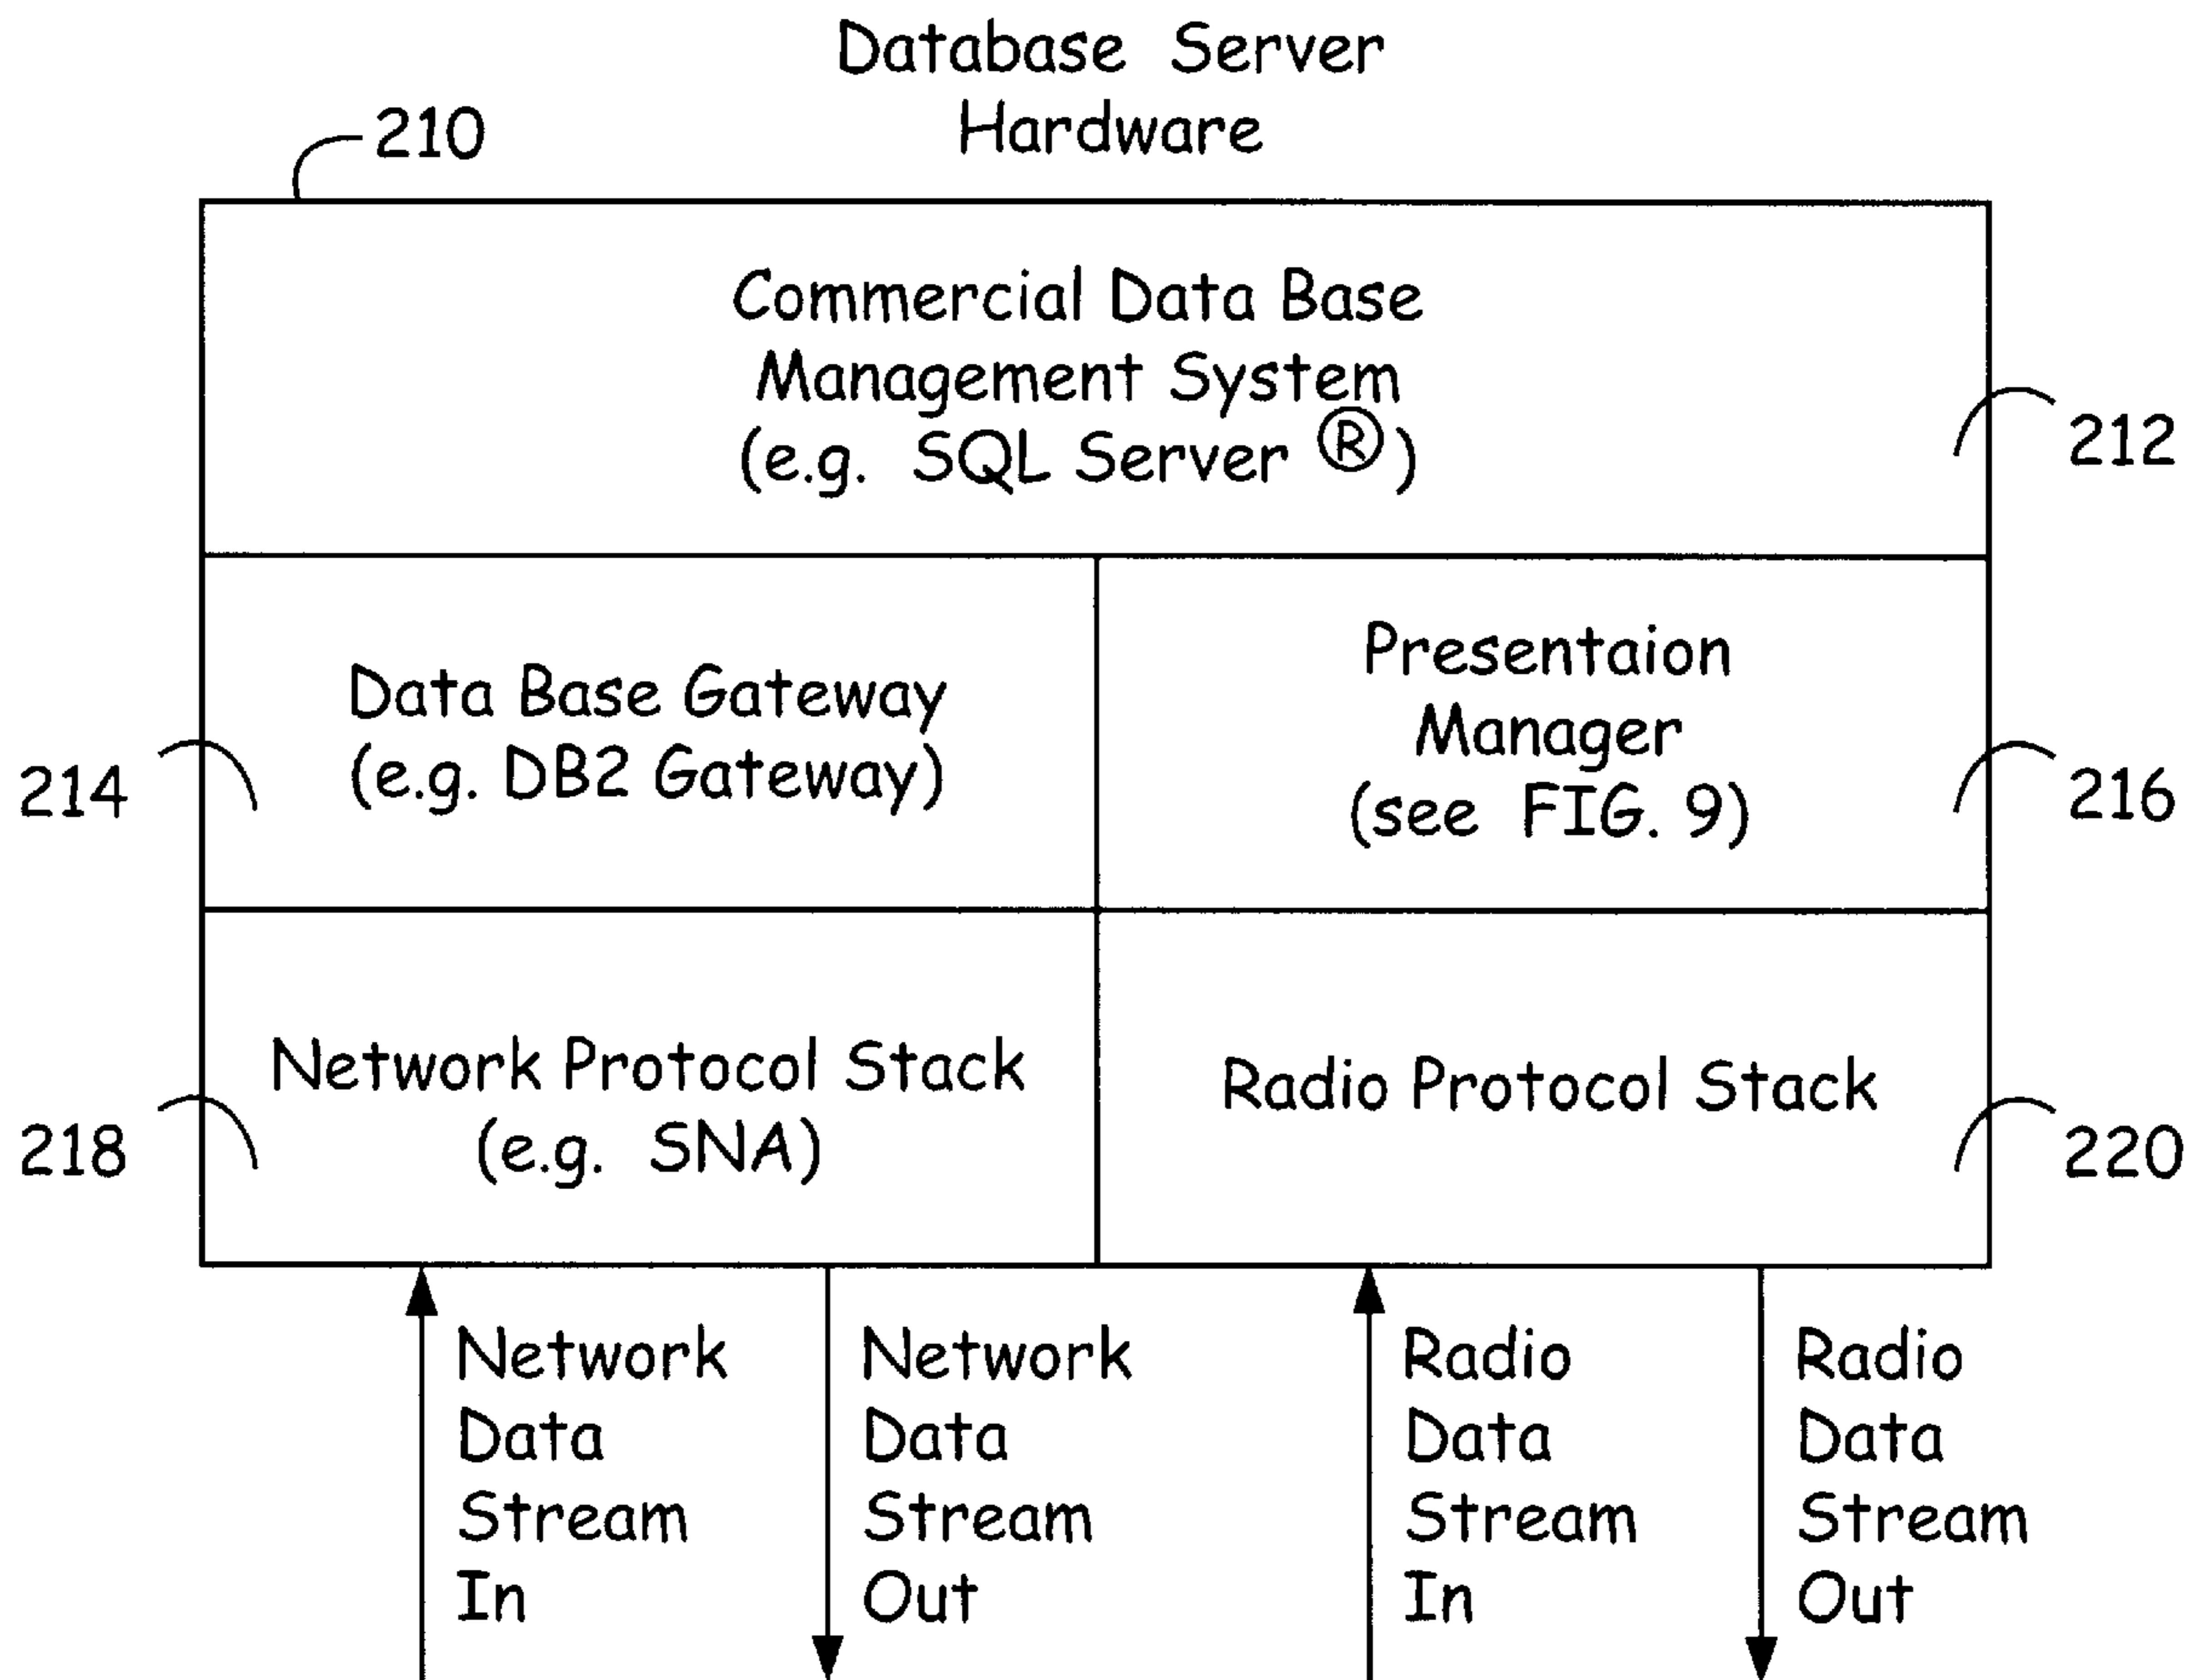 Database Server
Hardware
210
Commercial Data Base
Management System
(e.g. SQL Server ®)
212
Data Base Gateway
(e.g. DB2 Gateway)
214
Presentaion
Manager
(see FIG. 9)
216
Network Protocol Stack
(e.g. SNA)
218
Radio Protocol Stack
220
Network
Data
Stream
In
Network
Data
Stream
Out
Radio
Data
Stream
In
Radio
Data
Stream
Out